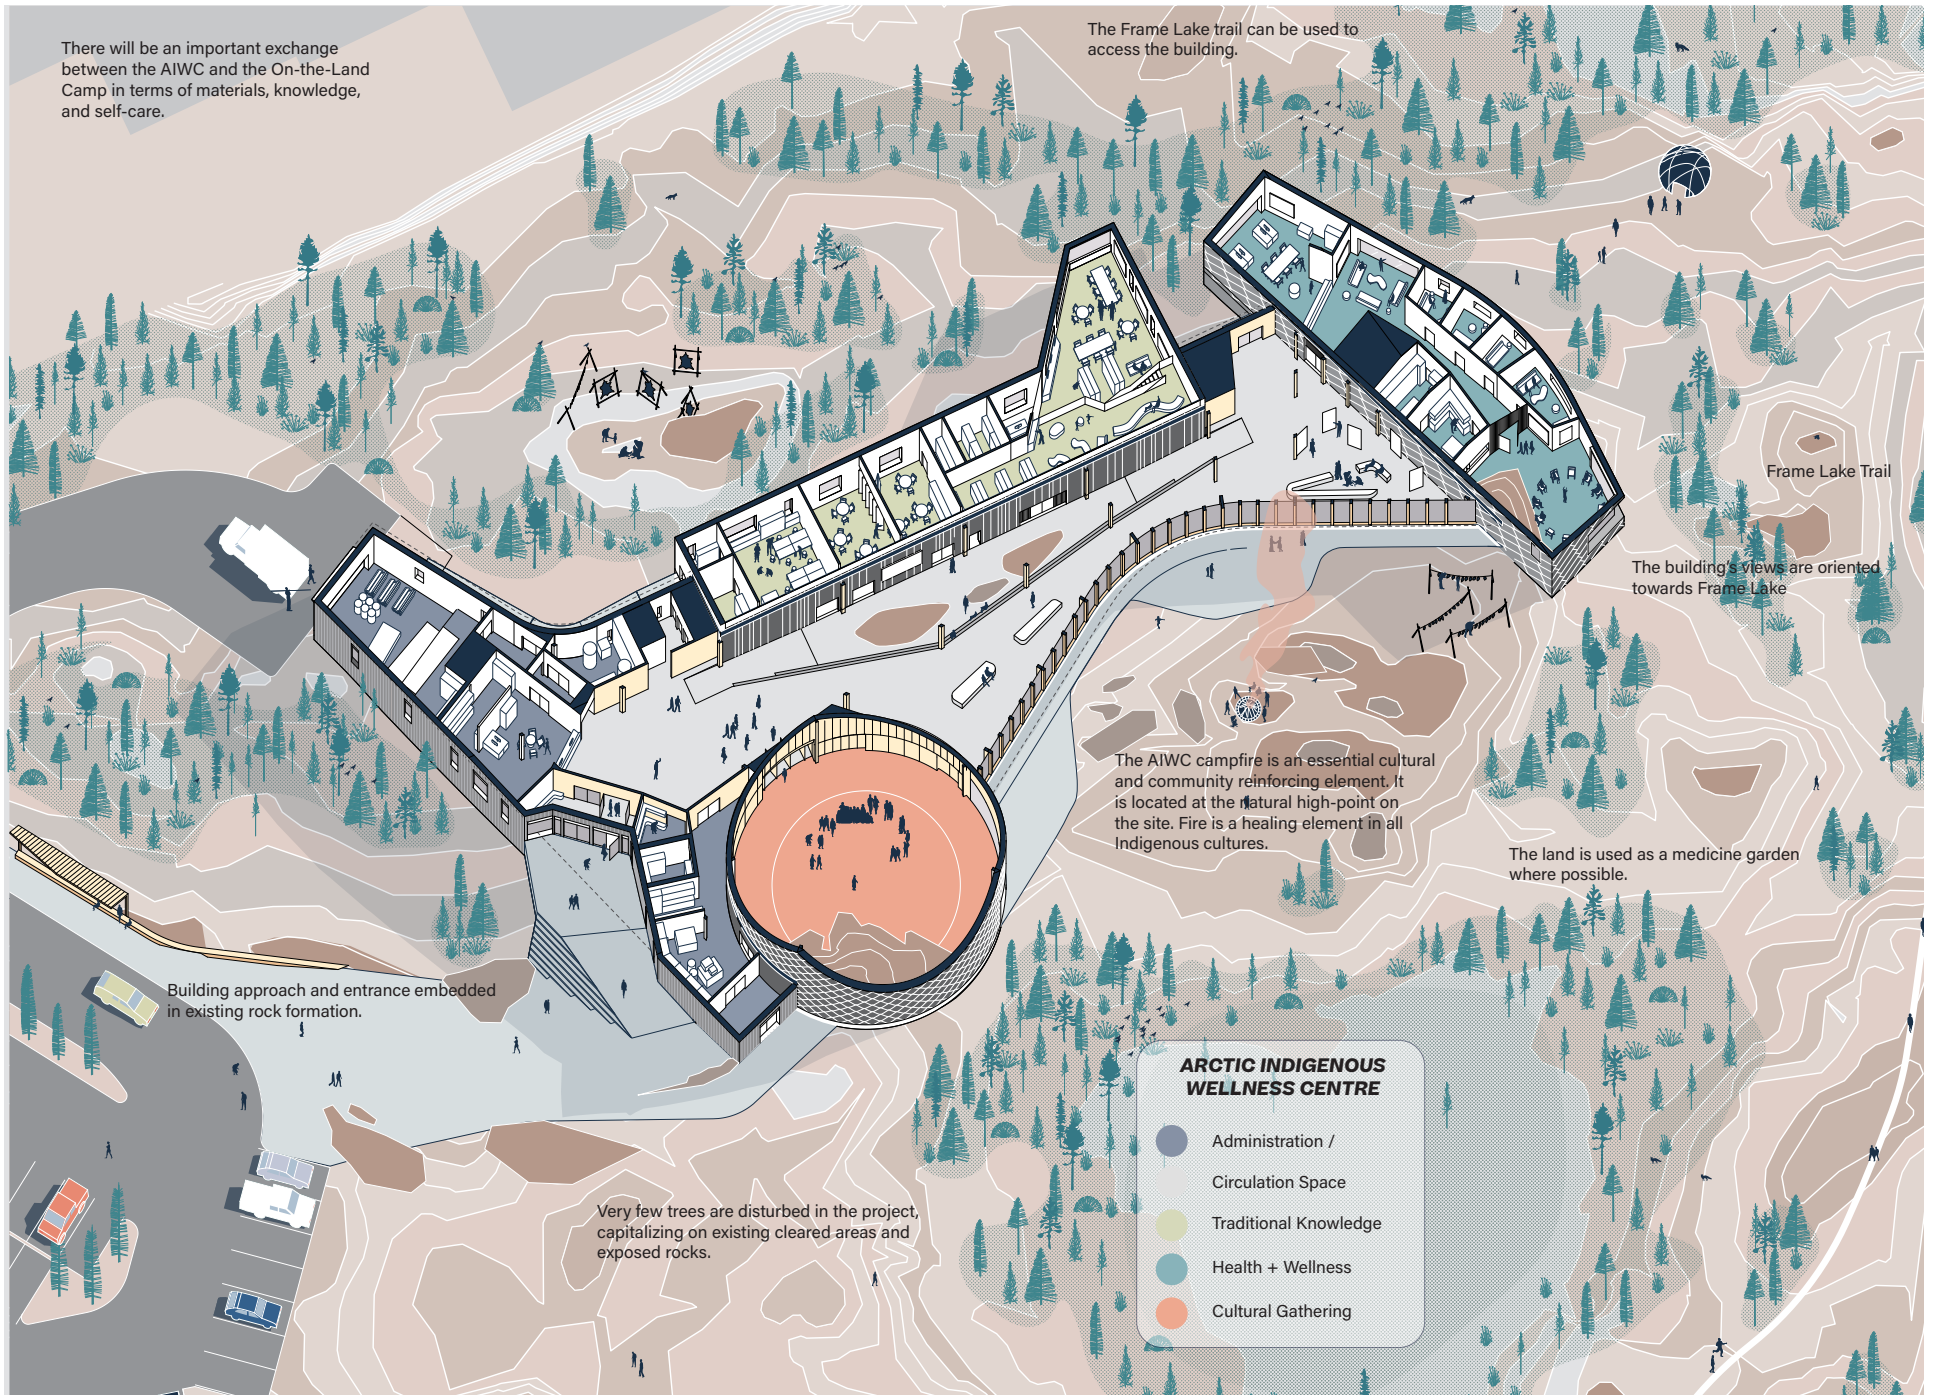 There will be an important exchange
between the AIWC and the On-the-Land
Camp in terms of materials, knowledge,
and self-care.
The Frame Lake trail can be used to
access the building.
Frame Lake Trail
The building's views are oriented
towards Frame Lake
The AIWC campfire is an essential cultural
and community reinforcing element. It
is located at the natural high-point on
the site. Fire is a healing element in all
Indigenous cultures.
The land is used as a medicine garden
where possible.
Building approach and entrance embedded
in existing rock formation.
Very few trees are disturbed in the project,
capitalizing on existing cleared areas and
exposed rocks.
ARCTIC INDIGENOUS
WELLNESS CENTRE
Administration /
Circulation Space
Traditional Knowledge
Health + Wellness
Cultural Gathering